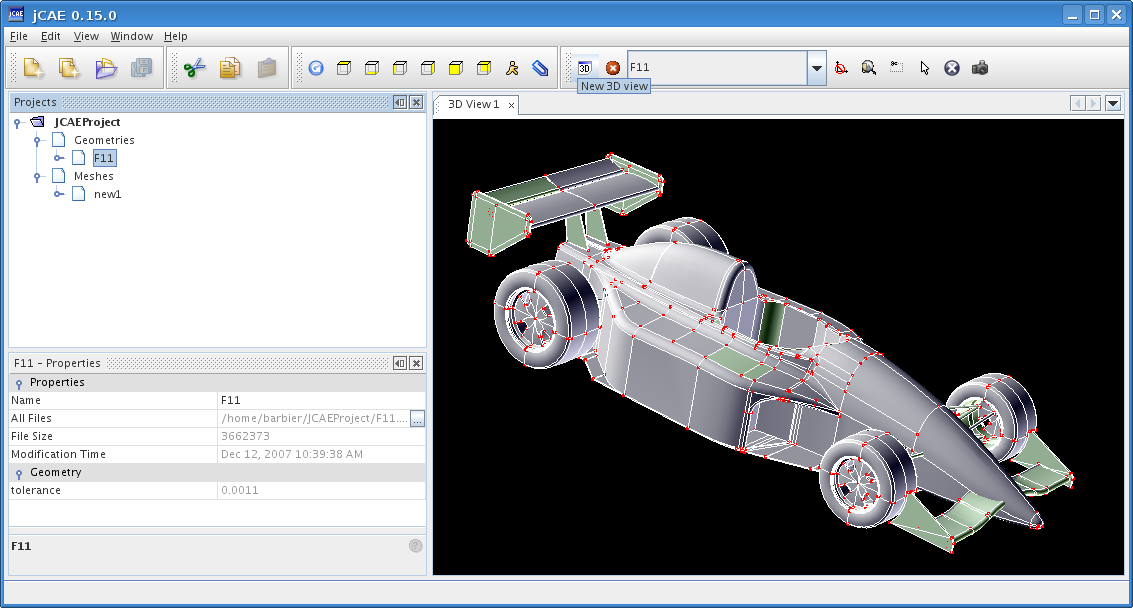 jCAE jCAE 0.15.0
File Edit View Window Help
3D F11
New 3D view
Projects
3D View 1
JCAEProject
Geometries
F11
Meshes
new1
F11 - Properties
Properties
Name F11
All Files /home/barbier/JCAEProject/F11.... ...
File Size 3662373
Modification Time Dec 12, 2007 10:39:38 AM
Geometry
tolerance 0.0011
F11 ?